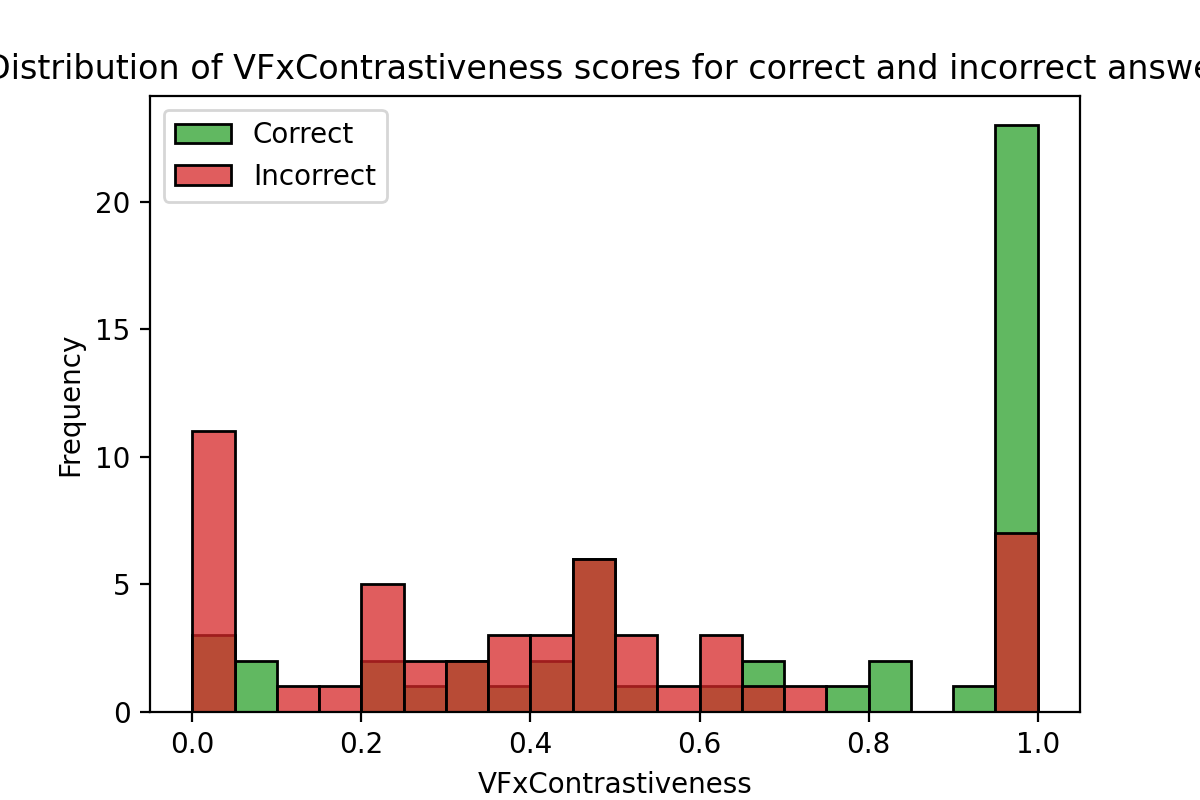 Distribution of VFxContrastiveness scores for correct and incorrect answe
Correct
Incorrect
Frequency
20
15
10
5
0
0.0 0.2 0.4 0.6 0.8 1.0
VFxContrastiveness